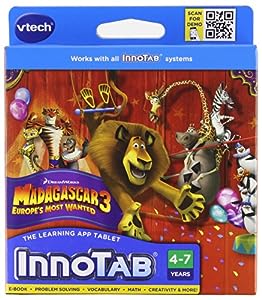 vtech
SCAN
FOR
DEMO
Works with all INNOTAB® systems
DREAMWORKS
MADAGASCAR 3
EUROPE'S MOST WANTED
THE LEARNING APP TABLET
INNOTAB®
4-7
YEARS
E-BOOK • PROBLEM SOLVING • VOCABULARY • MATH • CREATIVITY & MORE!